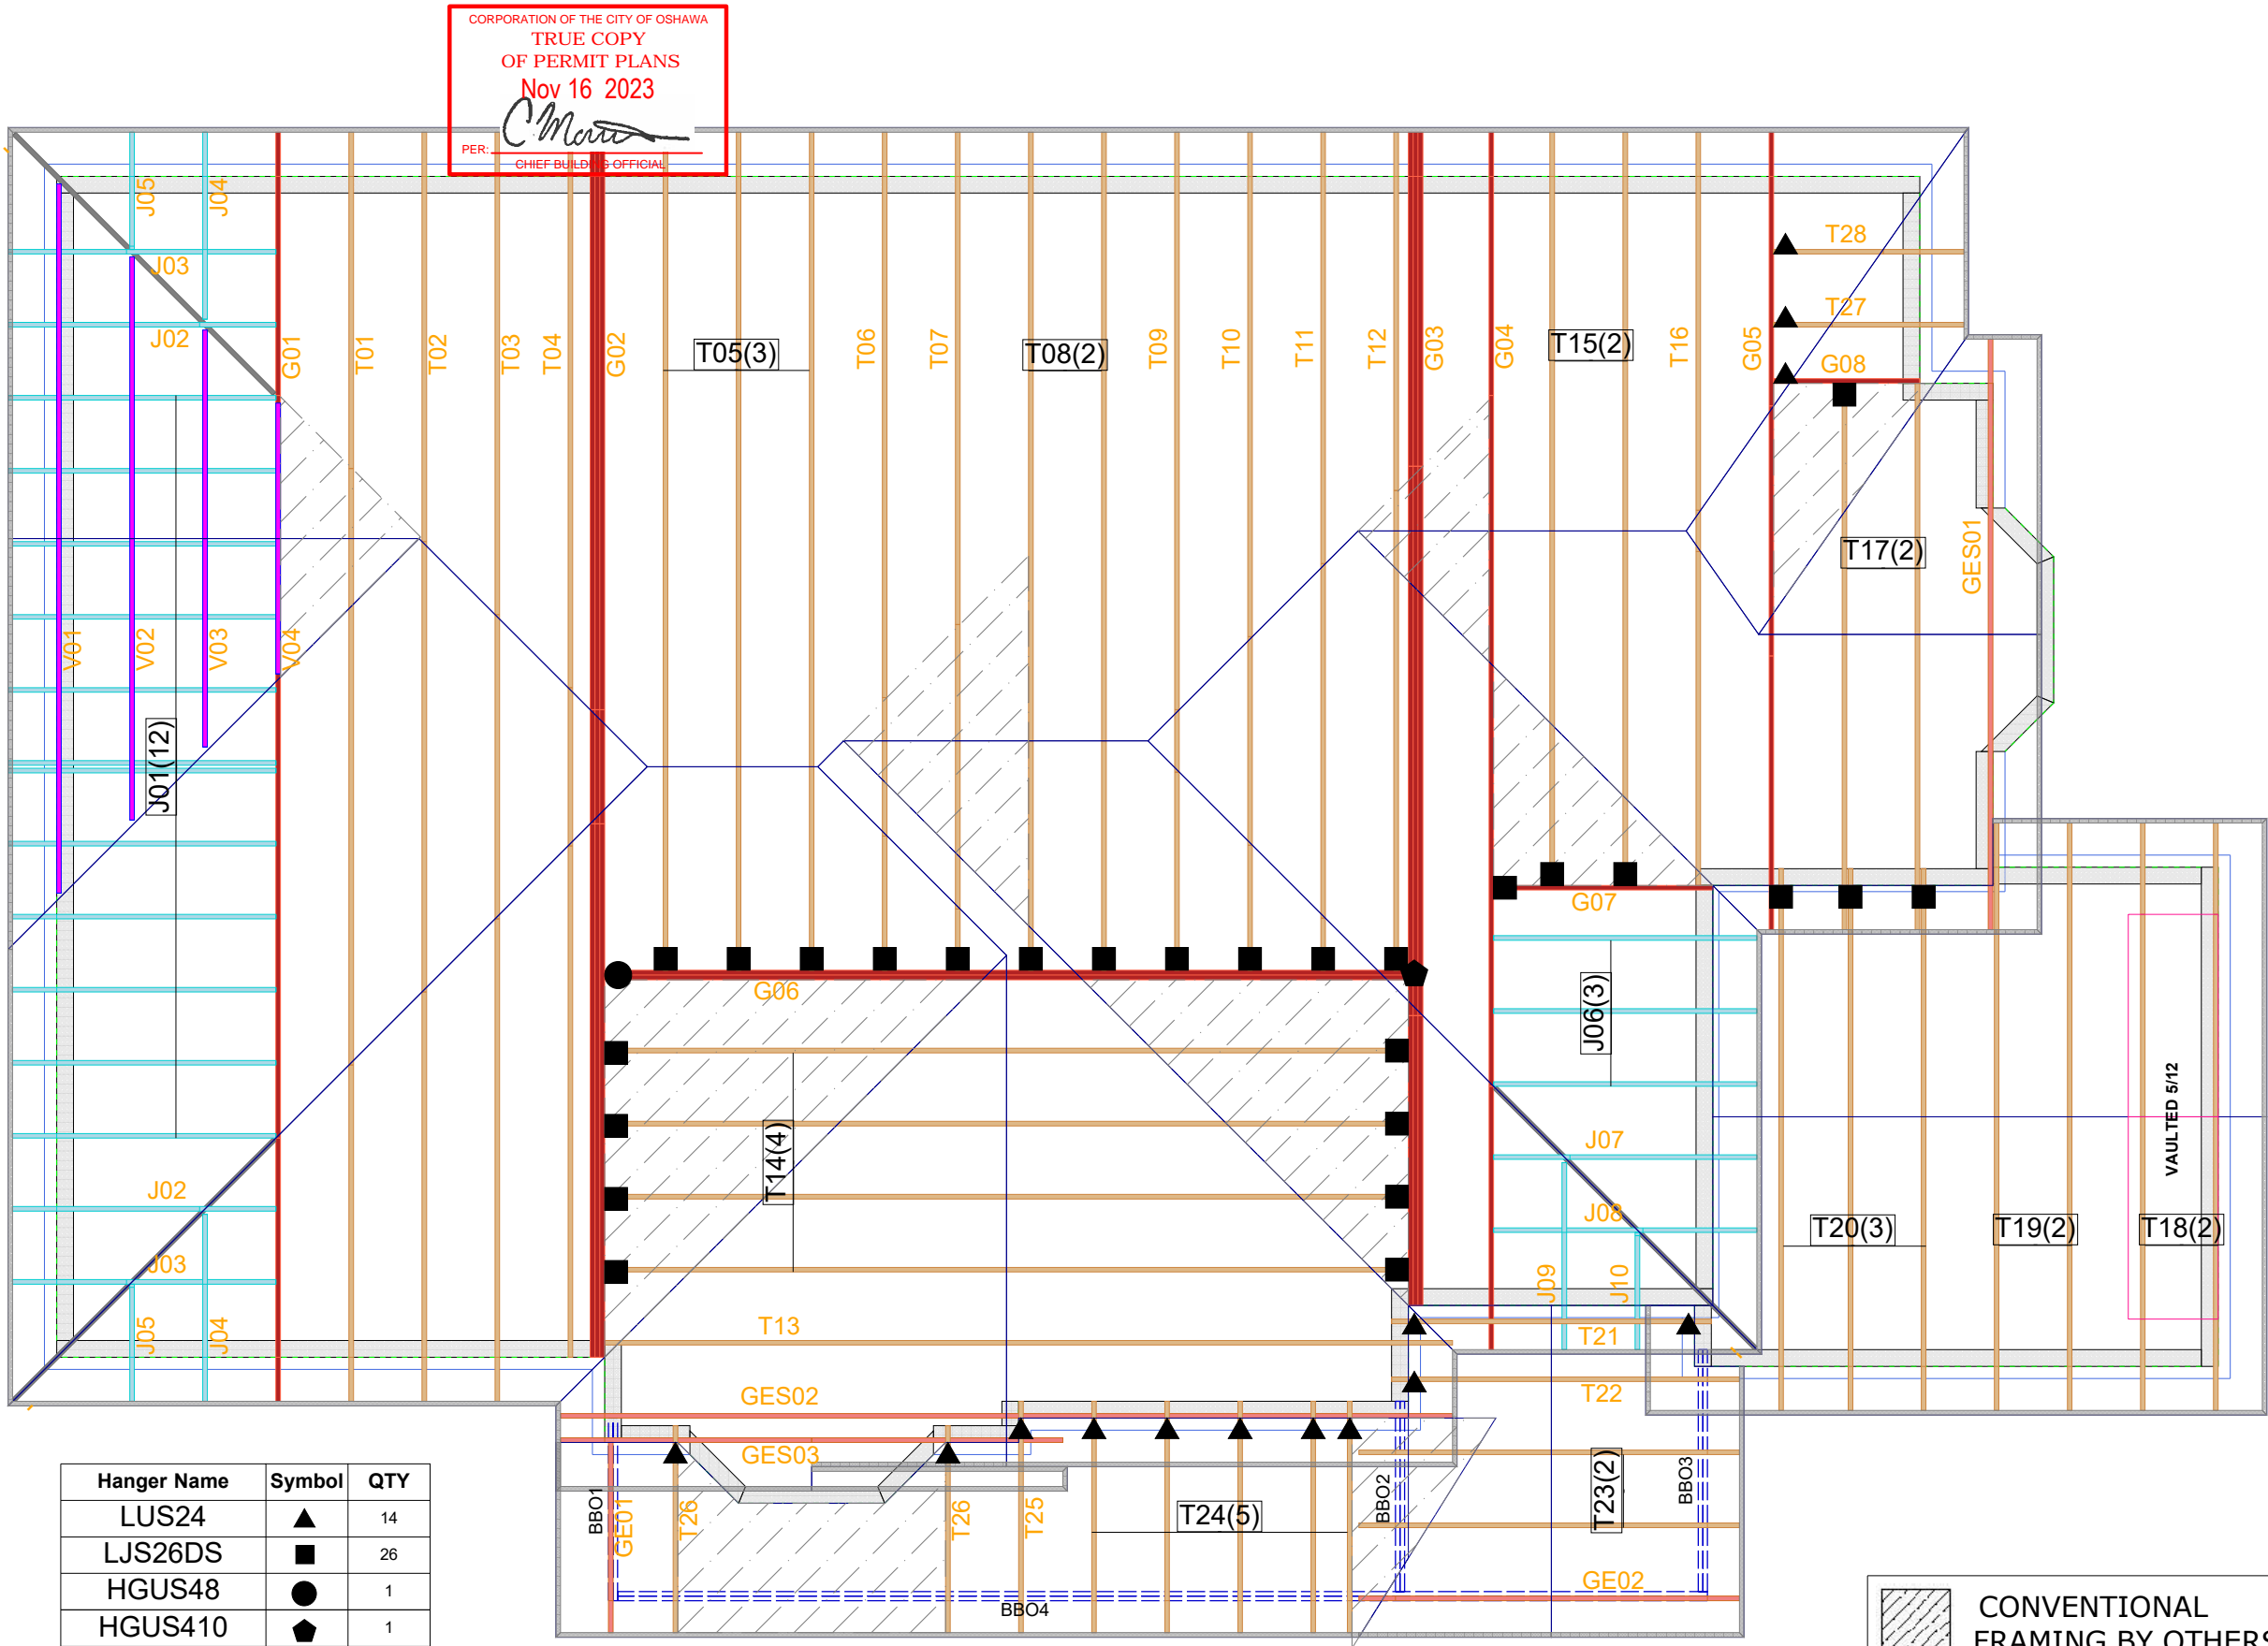 CORPORATION OF THE CITY OF OSHAWA
TRUE COPY
OF PERMIT PLANS
Nov 16 2023
PER:
CHIEF BUILDING OFFICIAL
J05
J04
J03
J02
G01
T01
T02
T03
T04
G02
T05(3)
T06
T07
T08(2)
T09
T10
T11
T12
G03
G04
T15(2)
T16
G05
T28
T27
G08
T17(2)
GES01
V01
V02
V03
V04
J01(12)
G06
G07
J06(3)
T14(4)
J07
J08
J09
J10
VAULTED 5/12
T20(3)
T19(2)
T18(2)
J02
J03
J05
J04
T13
T21
T22
GES02
GES03
BBO1
GE01
T26
T26
T25
T24(5)
BBO2
T23(2)
BBO3
GE02
BBO4
Hanger Name Symbol QTY
LUS24 14
LJS26DS 26
HGUS48 1
HGUS410 1
CONVENTIONAL
FRAMING BY OTHERS